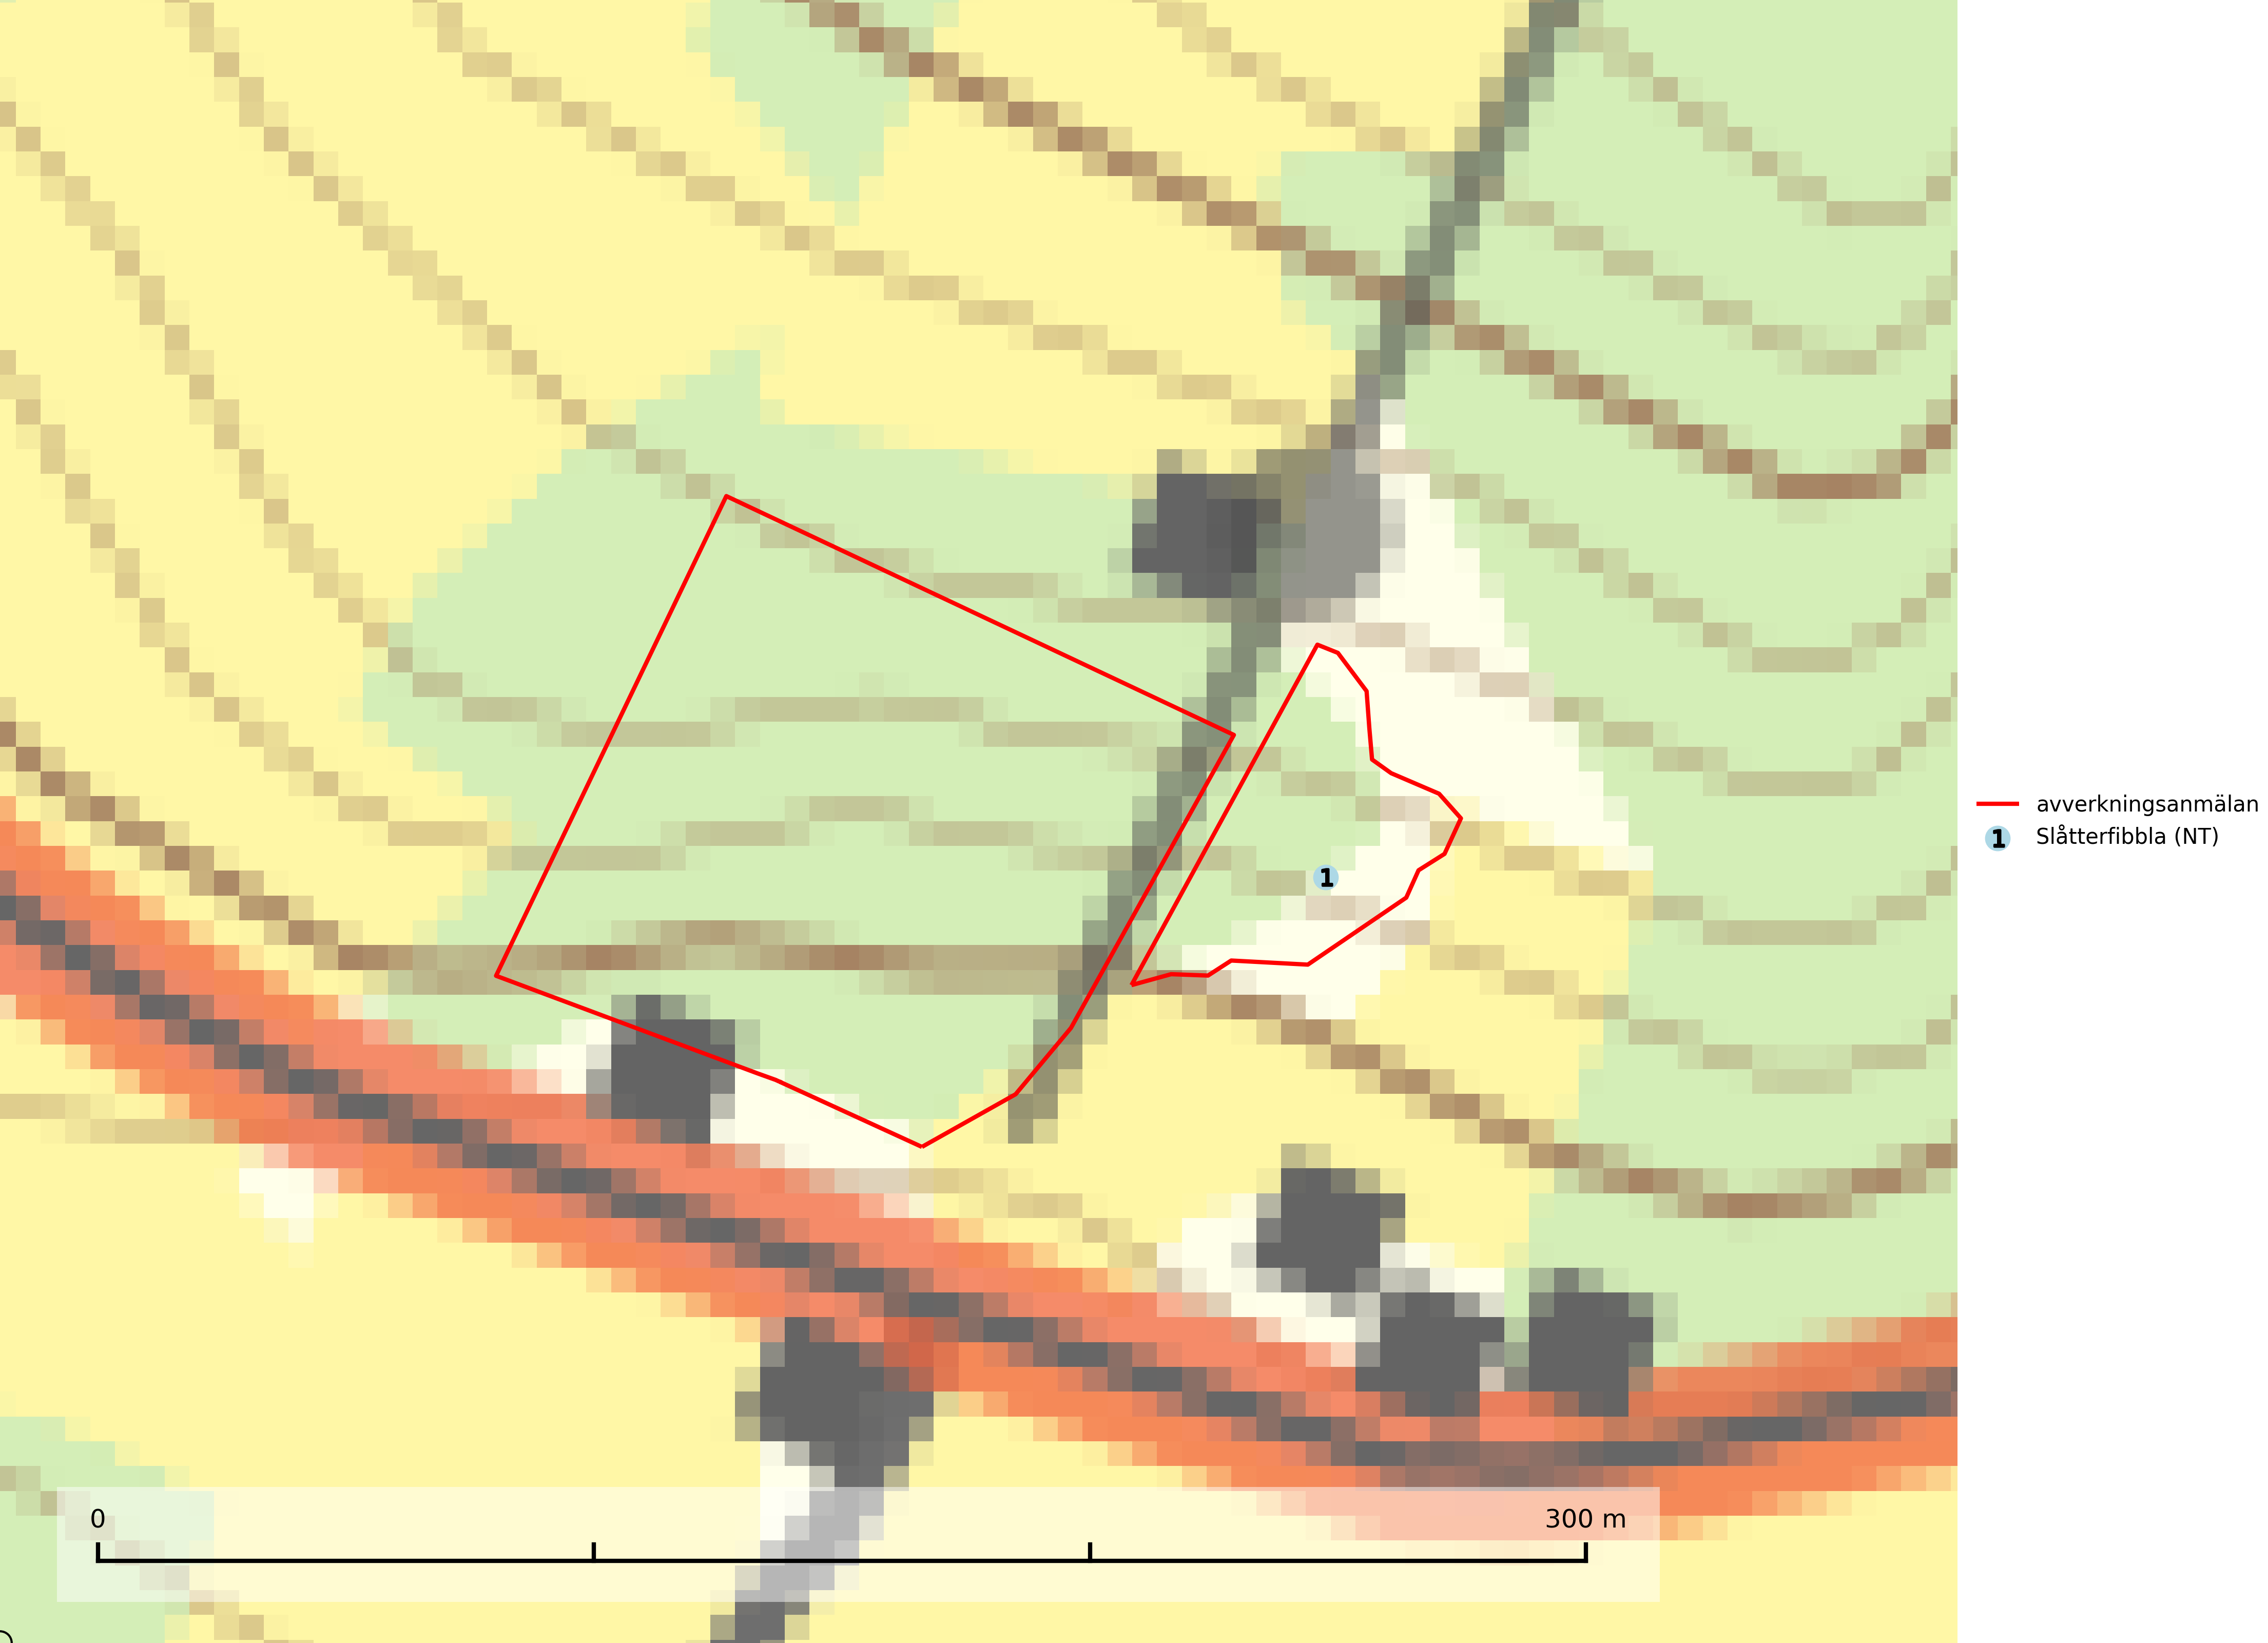 avverkningsanmälan
1 Slåtterfibbla (NT)
1
0 300 m